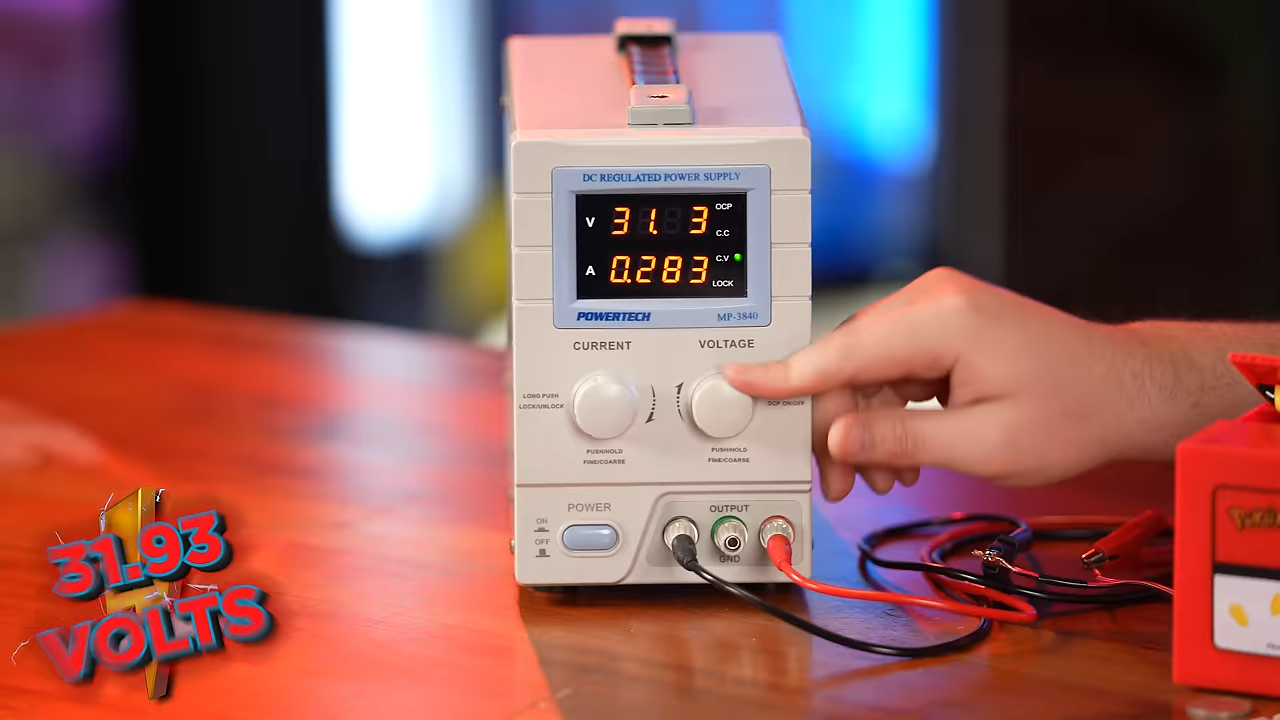 DC REGULATED POWER SUPPLY
V 31. 3 OCP
C.C
A 0.283 C.V
LOCK
POWERTECH MP-3840
CURRENT VOLTAGE
LONG PUSH
LOCK/UNLOCK
OCP ON/OFF
PUSH/HOLD
FINE/COARSE
PUSH/HOLD
FINE/COARSE
POWER
ON
OFF
OUTPUT
GND
31.93
VOLTS